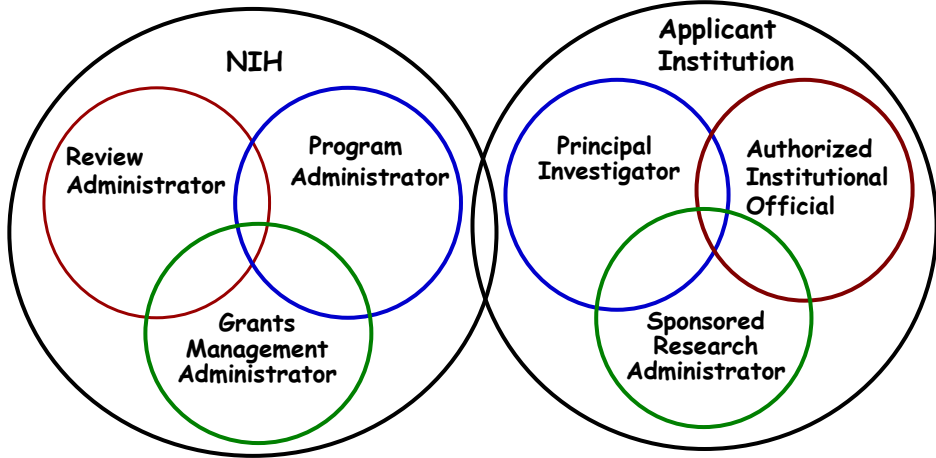 NIH
Review
Administrator
Program
Administrator
Grants
Management
Administrator
Applicant
Institution
Principal
Investigator
Authorized
Institutional
Official
Sponsored
Research
Administrator